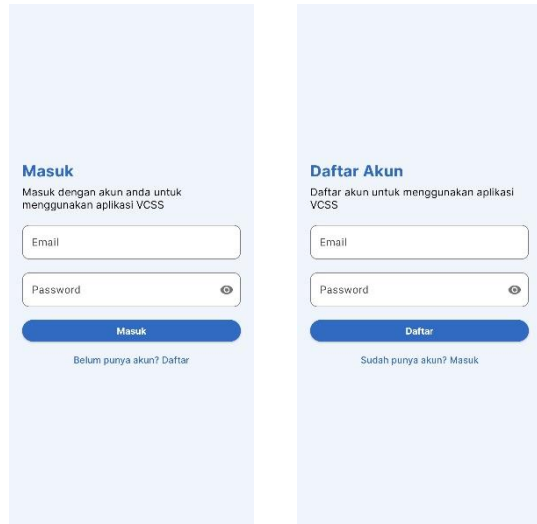 Masuk
Masuk dengan akun anda untuk
menggunakan aplikasi VCSS
Email
Password
Masuk
Belum punya akun? Daftar
Daftar Akun
Daftar akun untuk menggunakan aplikasi
VCSS
Email
Password
Daftar
Sudah punya akun? Masuk